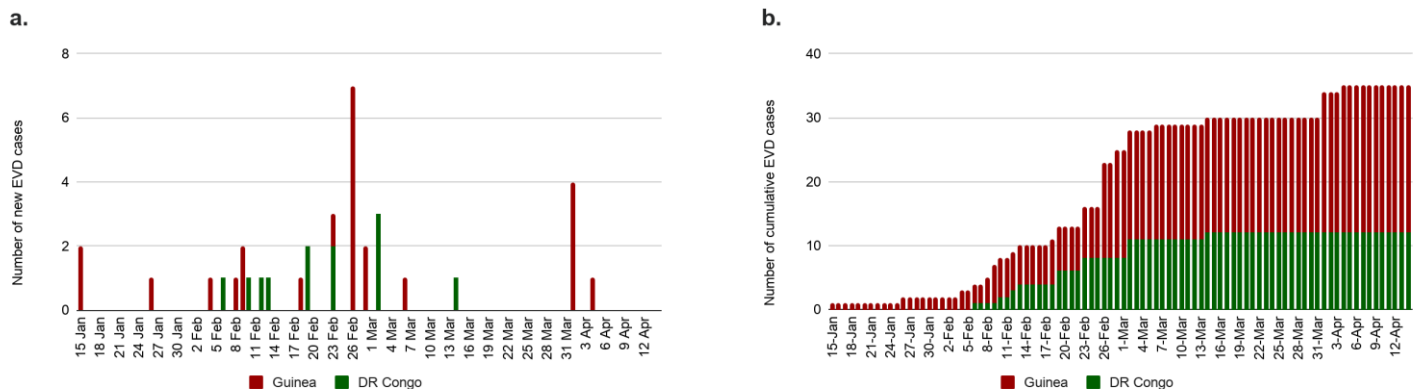 a.
Number of new EVD cases
8
6
4
2
0
15 Jan
18 Jan
21 Jan
24 Jan
27 Jan
30 Jan
2 Feb
5 Feb
8 Feb
11 Feb
14 Feb
17 Feb
20 Feb
23 Feb
26 Feb
1 Mar
4 Mar
7 Mar
10 Mar
13 Mar
16 Mar
19 Mar
22 Mar
25 Mar
28 Mar
31 Mar
3 Apr
6 Apr
9 Apr
12 Apr
Guinea
DR Congo
b.
Number of cumulative EVD cases
40
30
20
10
0
15-Jan
18-Jan
21-Jan
24-Jan
27-Jan
30-Jan
2-Feb
5-Feb
8-Feb
11-Feb
14-Feb
17-Feb
20-Feb
23-Feb
26-Feb
1-Mar
4-Mar
7-Mar
10-Mar
13-Mar
16-Mar
19-Mar
22-Mar
25-Mar
28-Mar
31-Mar
3-Apr
6-Apr
9-Apr
12-Apr
Guinea
DR Congo